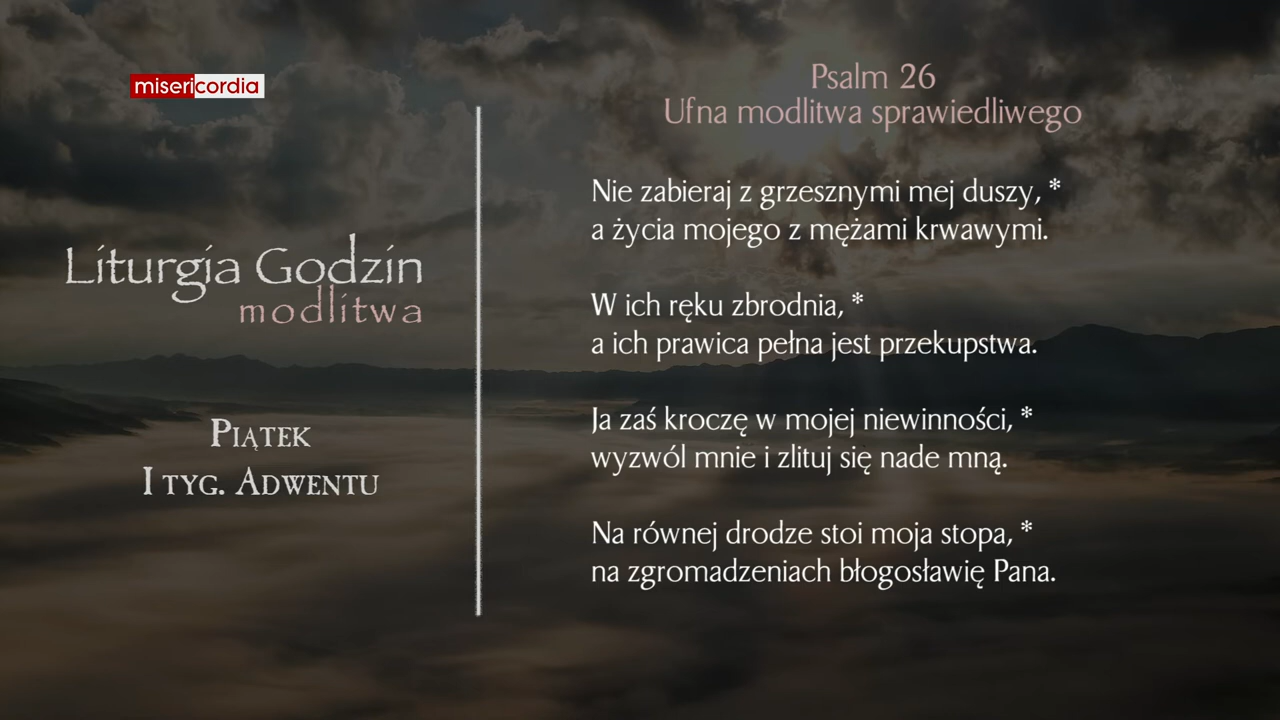 misericordia
Liturgia Godzin
modlitwa
Piątek
I tyg. Adwentu
Psalm 26
Ufna modlitwa sprawiedliwego
Nie zabieraj z grzesznymi mej duszy, *
a życia mojego z mężami krwawymi.
W ich ręku zbrodnia, *
a ich prawica pełna jest przekupstwa.
Ja zaś kroczę w mojej niewinności, *
wyzwól mnie i zlituj się nade mną.
Na równej drodze stoi moja stopa, *
na zgromadzeniach błogosławię Pana.